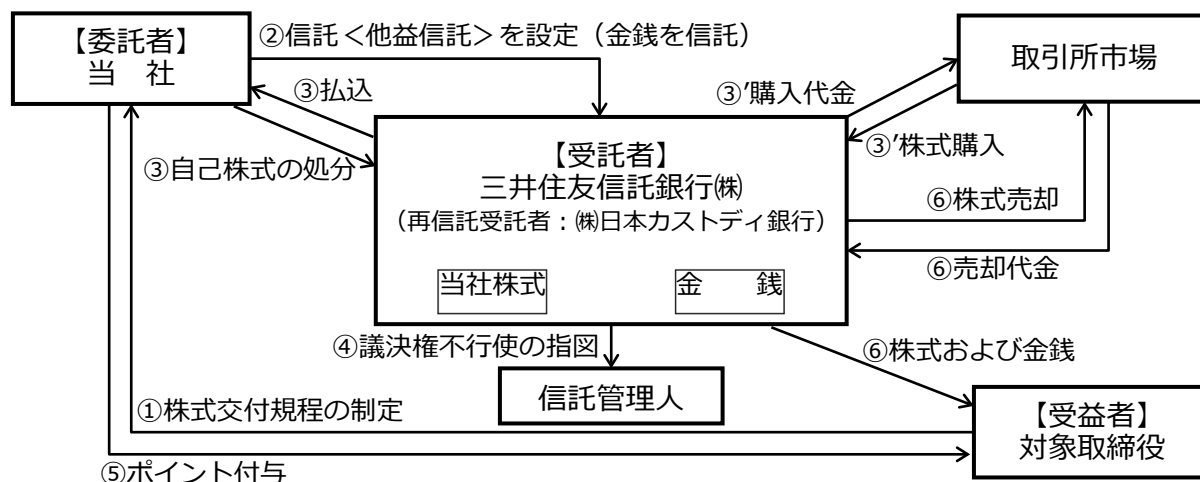 【委託者】
当 社
②信託＜他益信託＞を設定（金銭を信託）
取引所市場
③払込
③'購入代金
③自己株式の処分
③'株式購入
【受託者】
三井住友信託銀行㈱
（再信託受託者：㈱日本カストディ銀行）
⑥株式売却
⑥売却代金
当社株式
金 銭
④議決権不行使の指図
⑥株式および金銭
信託管理人
①株式交付規程の制定
【受益者】
対象取締役
⑤ポイント付与